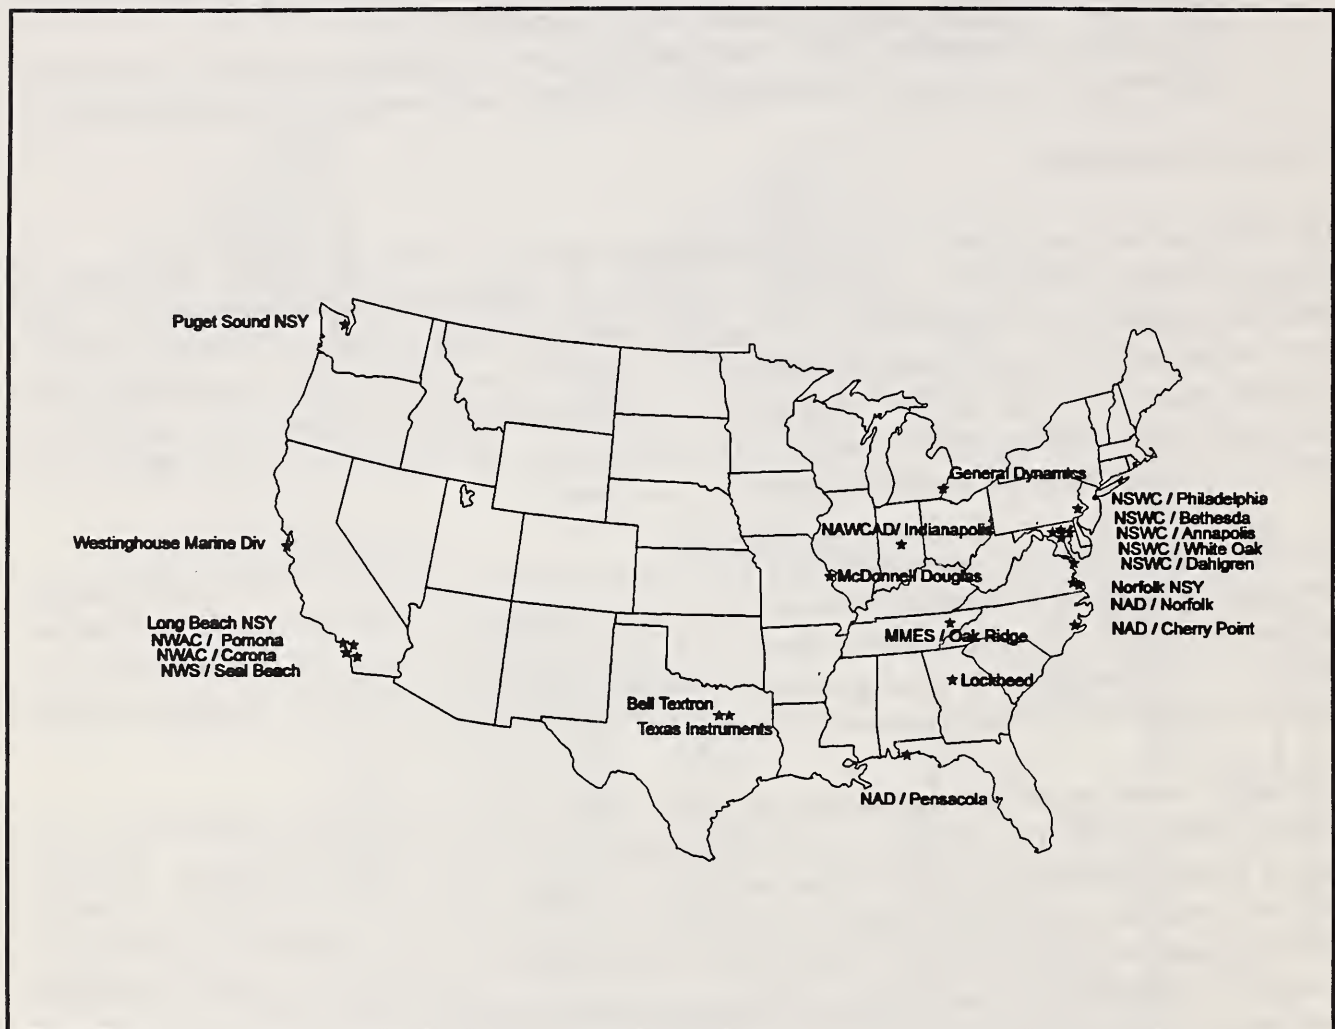 Puget Sound NSY
General Dynamics
NSWC / Philadelphia
NSWC / Bethesda
NAWCAD/ Indianapolis
NSWC / Annapolis
Westinghouse Marine Div
NSWC / White Oak
NSWC / Dahlgren
McDonnell Douglas
Norfolk NSY
NAD / Norfolk
Long Beach NSY
NAD / Cherry Point
MMES / Oak Ridge
NWAC / Pomona
NWAC / Corona
NWS / Seal Beach
Lockheed
Bell Textron
Texas Instruments
NAD / Pensacola